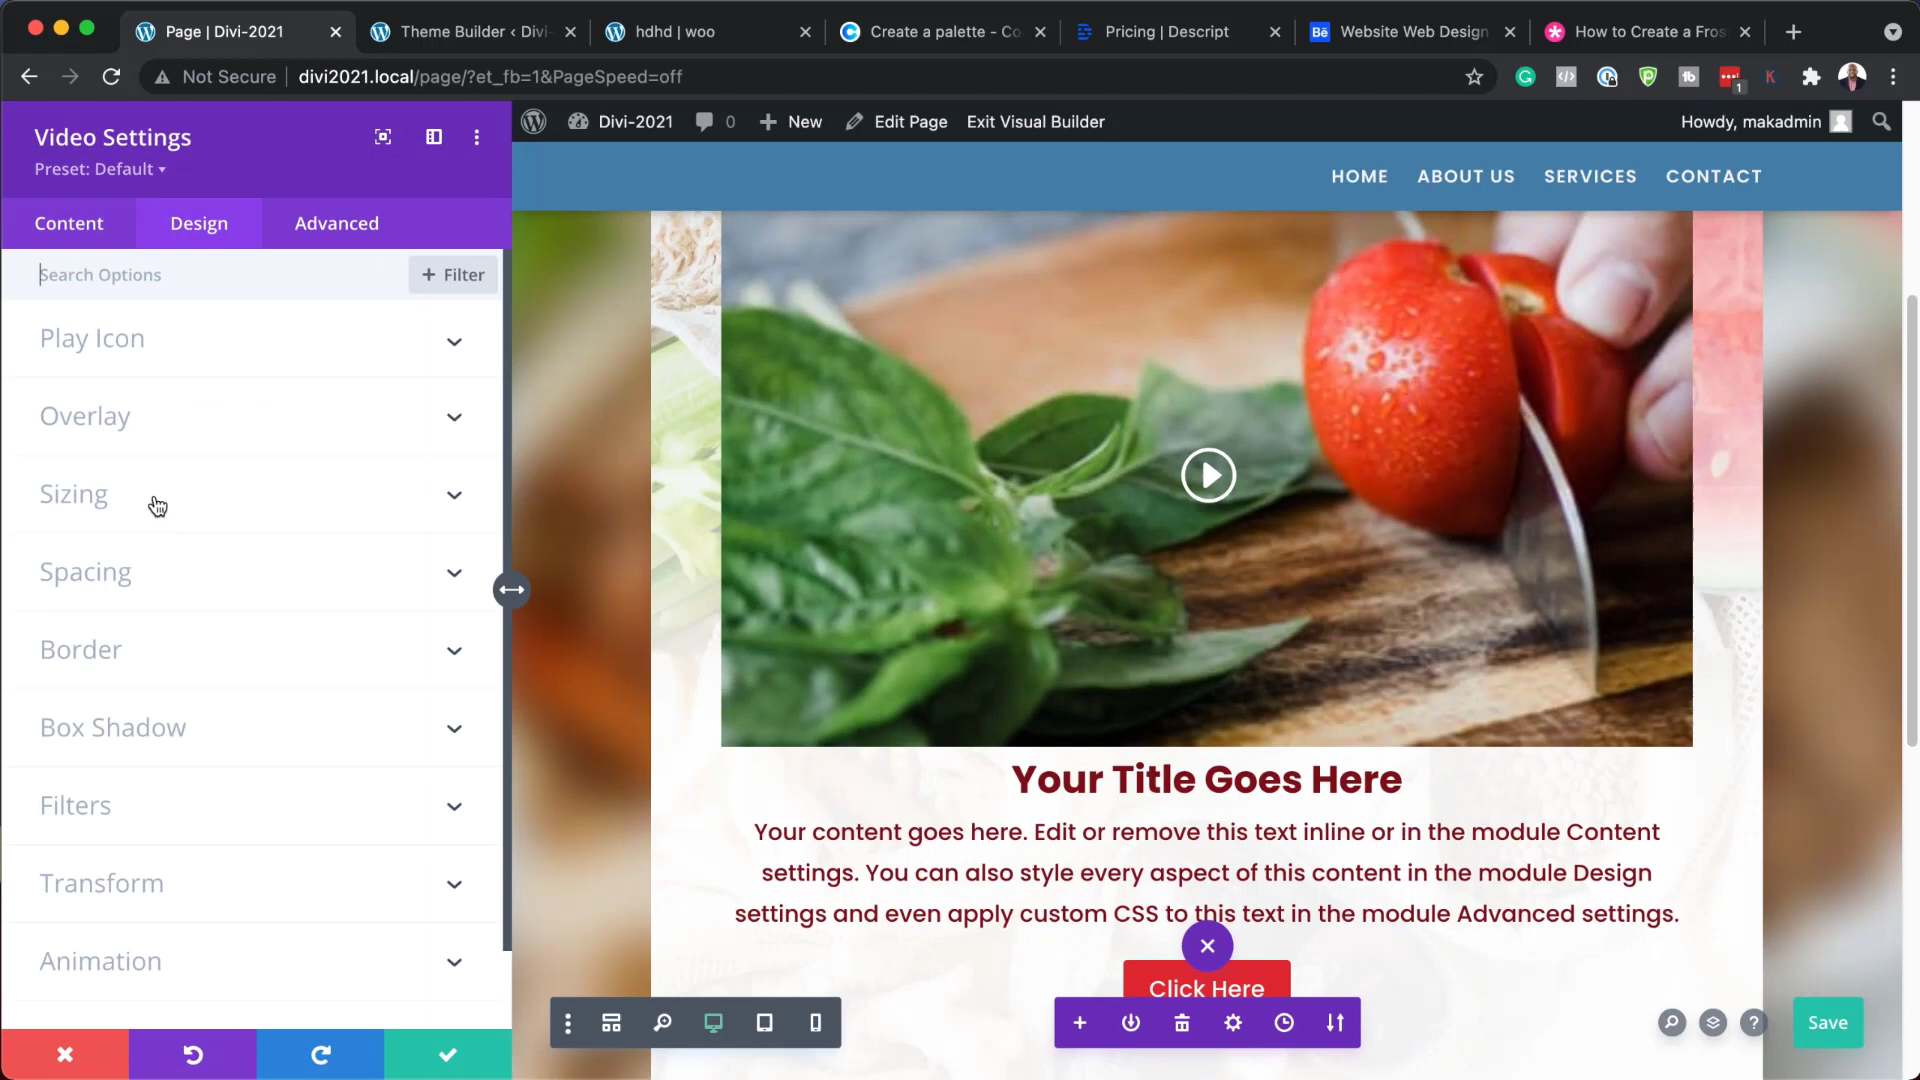 Page | Divi-2021
Theme Builder ‹ Divi-
hdhd | woo
Create a palette - Co
Pricing | Descript
Bē
Website Web Design
How to Create a Fros
Not Secure
divi2021.local/page/?et_fb=1&PageSpeed=off
1
Video Settings
Preset: Default
Content
Design
Advanced
Search Options
+ Filter
Play Icon
Overlay
Sizing
Spacing
Border
Box Shadow
Filters
Transform
Animation
Divi-2021
0
New
Edit Page
Exit Visual Builder
Howdy, makadmin
HOME
ABOUT US
SERVICES
CONTACT
Your Title Goes Here
Your content goes here. Edit or remove this text inline or in the module Content
settings. You can also style every aspect of this content in the module Design
settings and even apply custom CSS to this text in the module Advanced settings.
Click Here
?
Save